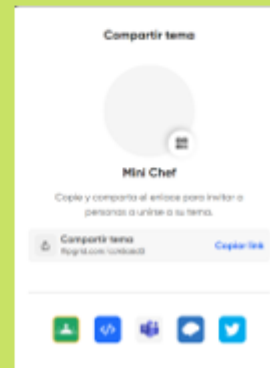 Compartir tema
Mini Chef
Copie y comparta el enlace para invitar a
personas a unirse a su tema.
Compartir tema
Copiar link